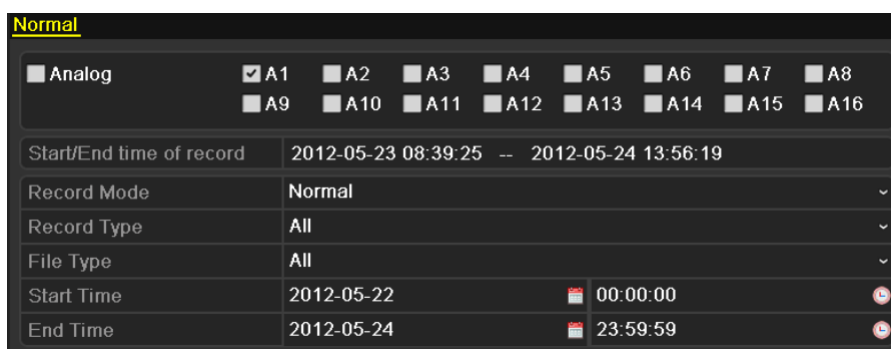 Normal
Analog A1 A2 A3 A4 A5 A6 A7 A8
A9 A10 A11 A12 A13 A14 A15 A16
Start/End time of record 2012-05-23 08:39:25 -- 2012-05-24 13:56:19
Record Mode Normal
Record Type All
File Type All
Start Time 2012-05-22 00:00:00
End Time 2012-05-24 23:59:59